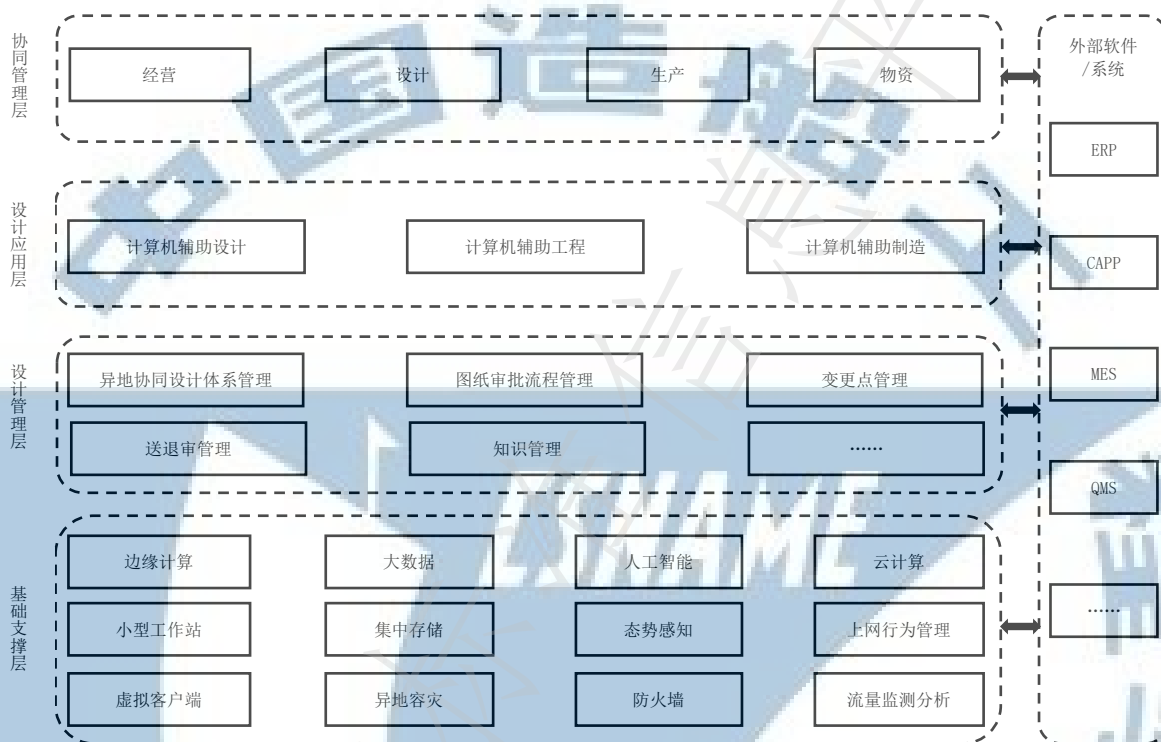 协同管理层
经营
设计
生产
物资
外部软件
/系统
ERP
设计应用层
计算机辅助设计
计算机辅助工程
计算机辅助制造
CAPP
设计管理层
异地协同设计体系管理
图纸审批流程管理
变更点管理
MES
送退审管理
知识管理
……
QMS
基础支撑层
边缘计算
大数据
人工智能
云计算
小型工作站
集中存储
态势感知
上网行为管理
……
虚拟客户端
异地容灾
防火墙
流量监测分析
中国造船工
CSNAME